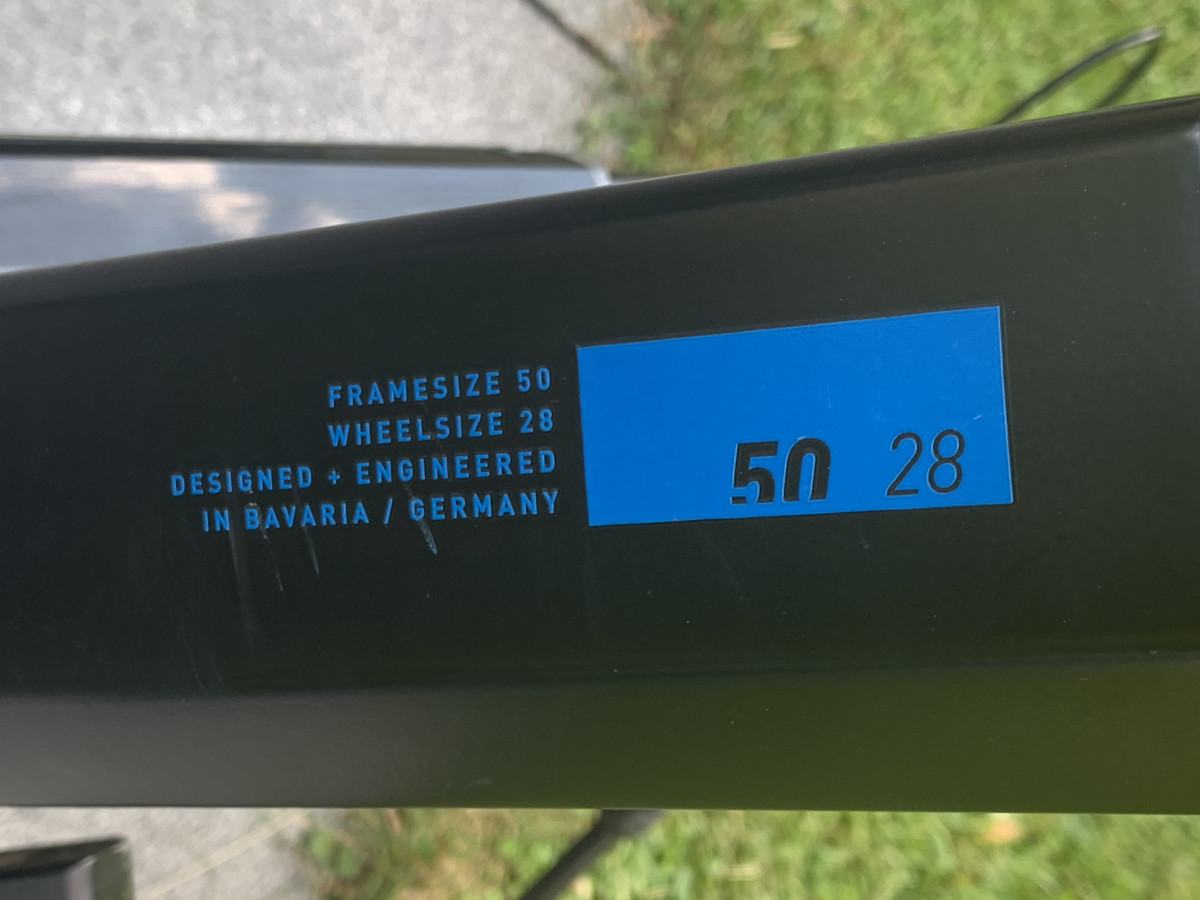 FRAMESIZE 50
WHEELSIZE 28
DESIGNED + ENGINEERED
IN BAVARIA / GERMANY
50 28